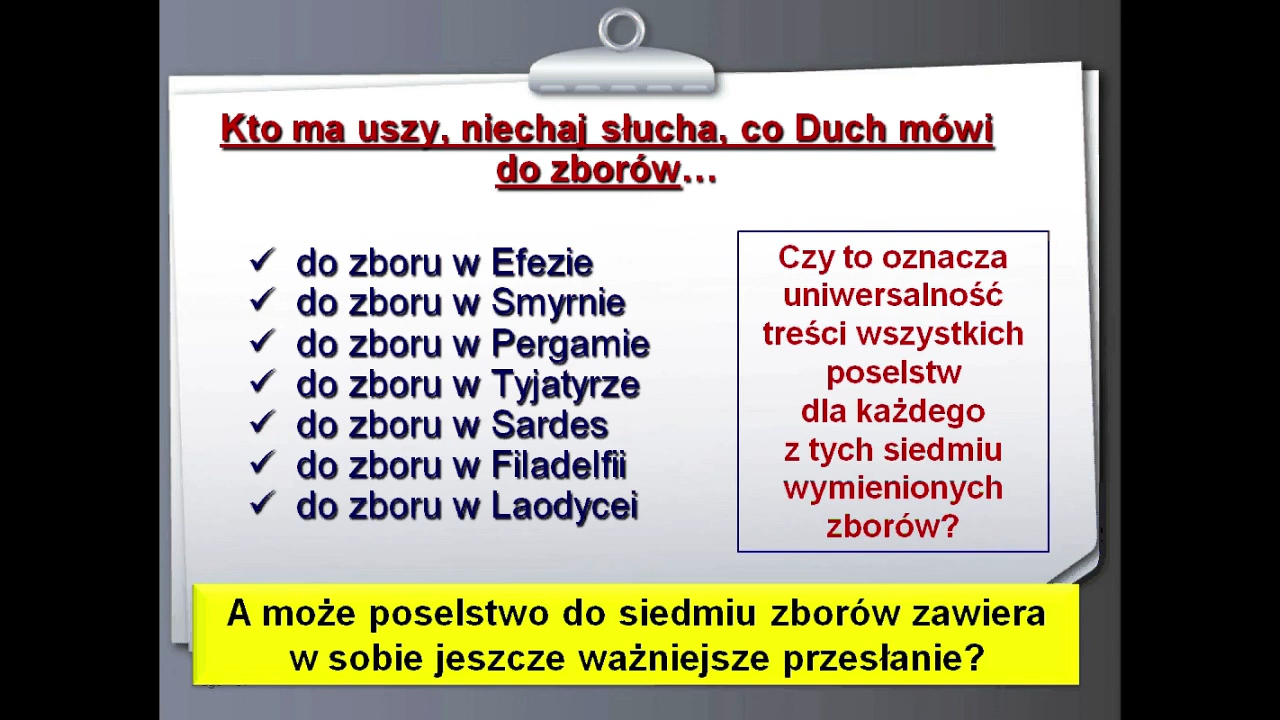 Kto ma uszy, niechaj słucha, co Duch mówi
do zborów...
✓ do zboru w Efezie
✓ do zboru w Smyrnie
✓ do zboru w Pergamie
✓ do zboru w Tyjatyrze
✓ do zboru w Sardes
✓ do zboru w Filadelfii
✓ do zboru w Laodycei
Czy to oznacza
uniwersalność
treści wszystkich
poselstw
dla każdego
z tych siedmiu
wymienionych
zborów?
A może poselstwo do siedmiu zborów zawiera
w sobie jeszcze ważniejsze przesłanie?